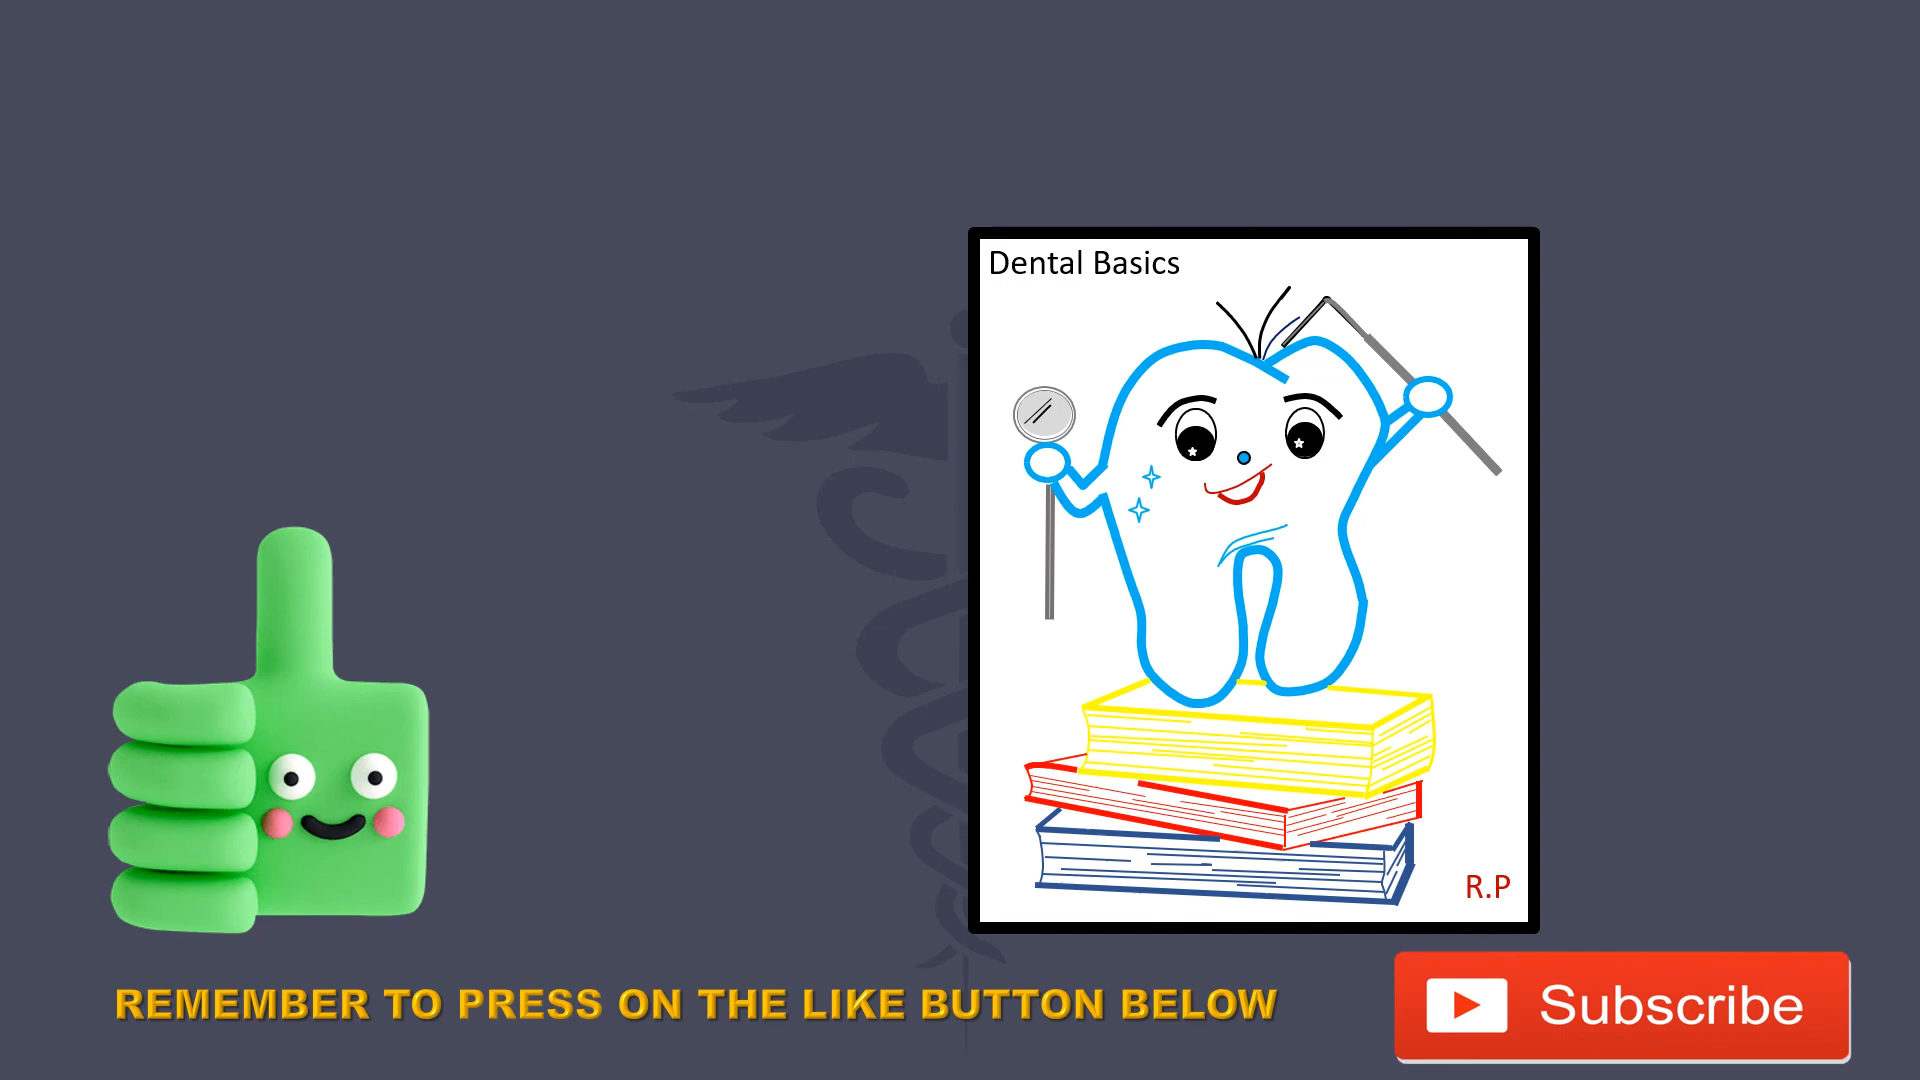 Dental Basics
R.P
REMEMBER TO PRESS ON THE LIKE BUTTON BELOW
Subscribe